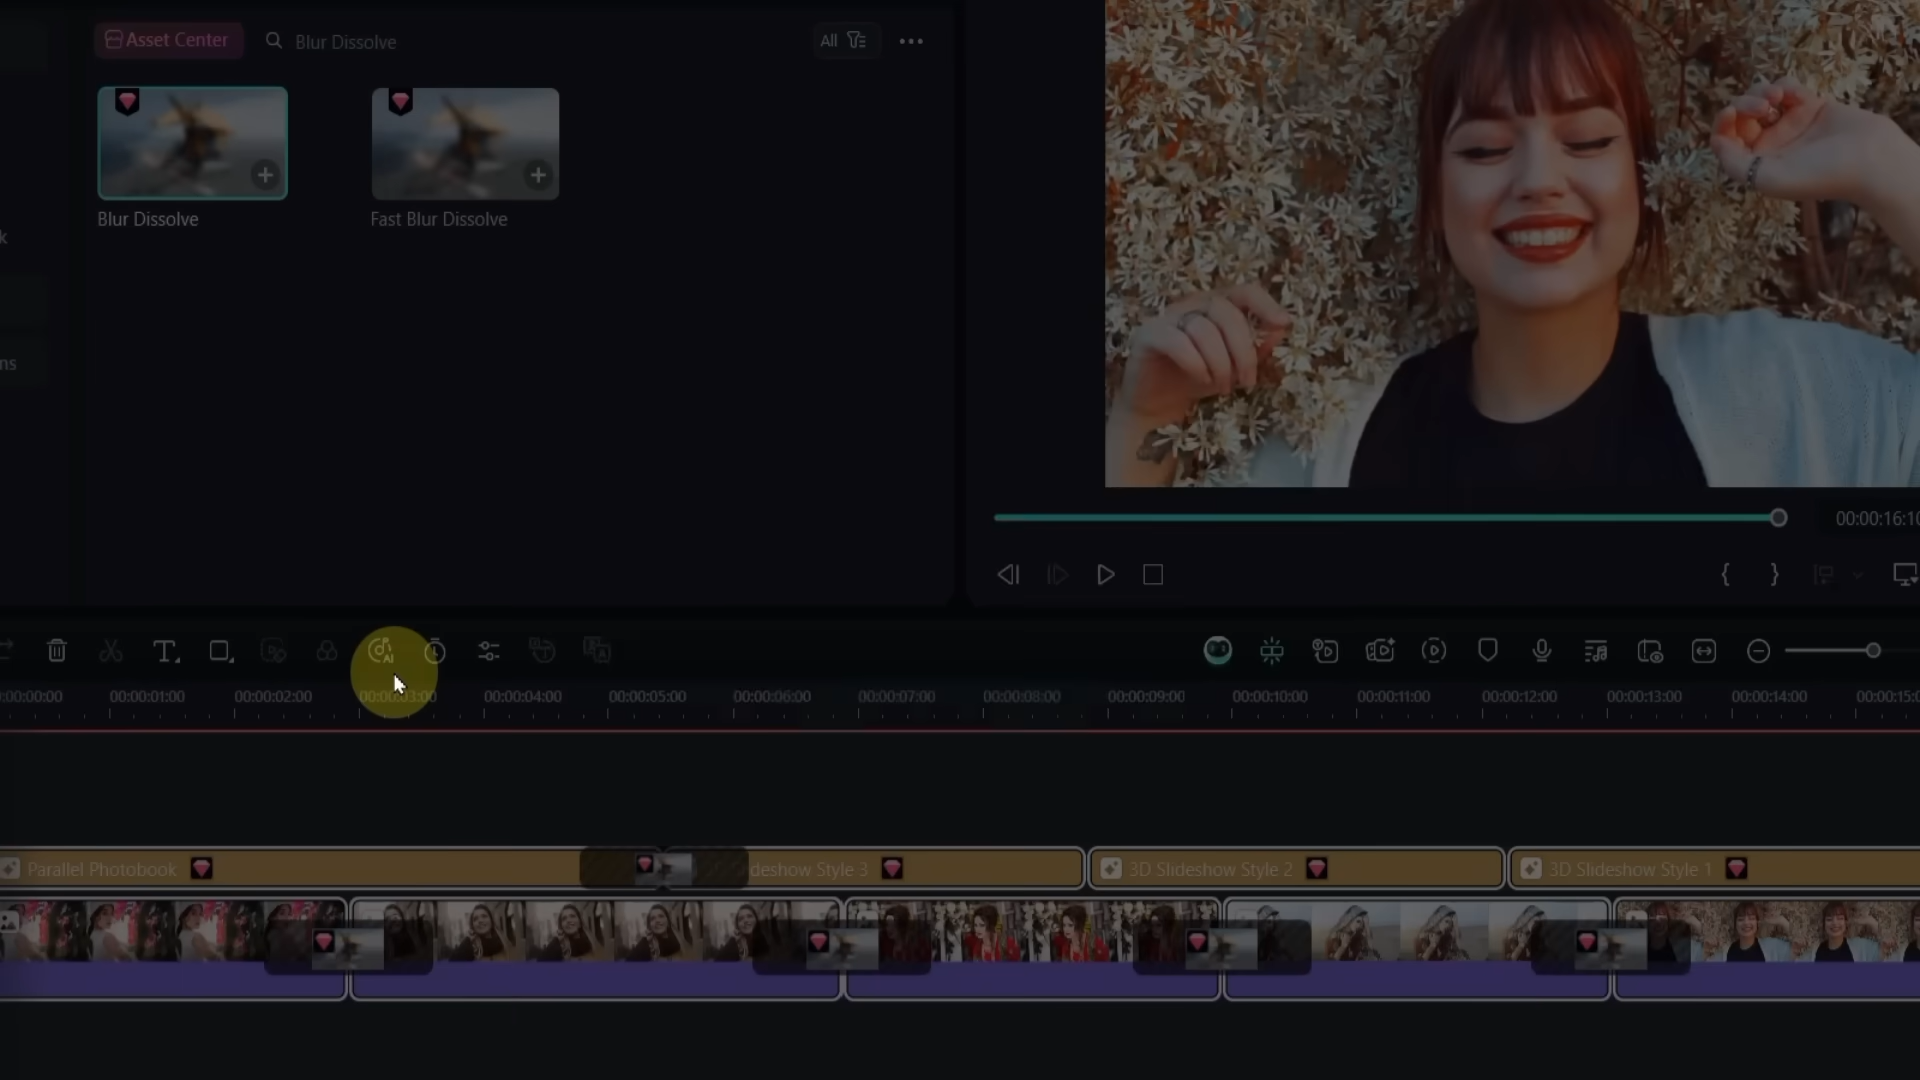 Asset Center
Blur Dissolve
All
Blur Dissolve
Fast Blur Dissolve
k
ns
00:00:16:10
AI
:00:00:00
00:00:01:00
00:00:02:00
00:00:03:00
00:00:04:00
00:00:05:00
00:00:06:00
00:00:07:00
00:00:08:00
00:00:09:00
00:00:10:00
00:00:11:00
00:00:12:00
00:00:13:00
00:00:14:00
00:00:15:0
Parallel Photobook
deshow Style 3
3D Slideshow Style 2
3D Slideshow Style 1